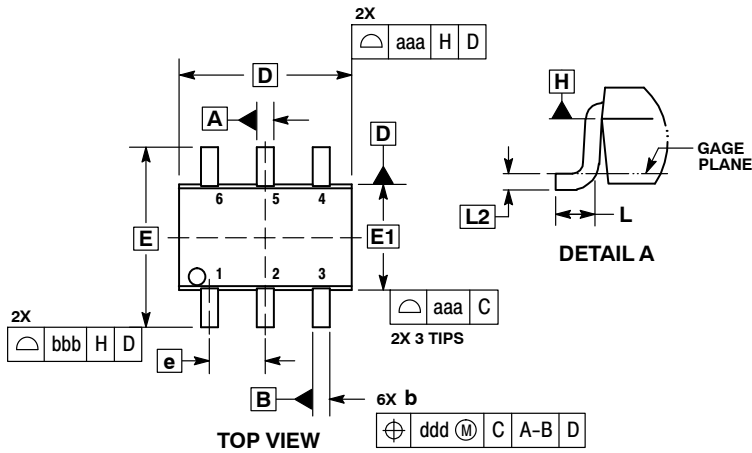 2X
⌓ aaa H D
D
H
A
D
GAGE
PLANE
6 5 4
L2
L
E
E1
DETAIL A
1 2 3
⌓ aaa C
2X
2X 3 TIPS
⌓ bbb H D
e
B
6X b
TOP VIEW
⌖ ddd Ⓜ C A-B D